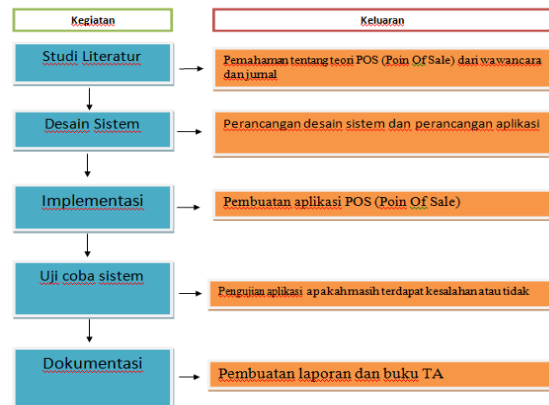 Kegiatan
Keluaran
Studi Literatur
Pemahaman tentang teori POS (Poin Of Sale) dari wawancara
dan jurnal
Desain Sistem
Perancangan desain sistem dan perancangan aplikasi
Implementasi
Pembuatan aplikasi POS (Poin Of Sale)
Uji coba sistem
Pengujian aplikasi apakah masih terdapat kesalahan atau tidak
Dokumentasi
Pembuatan laporan dan buku TA